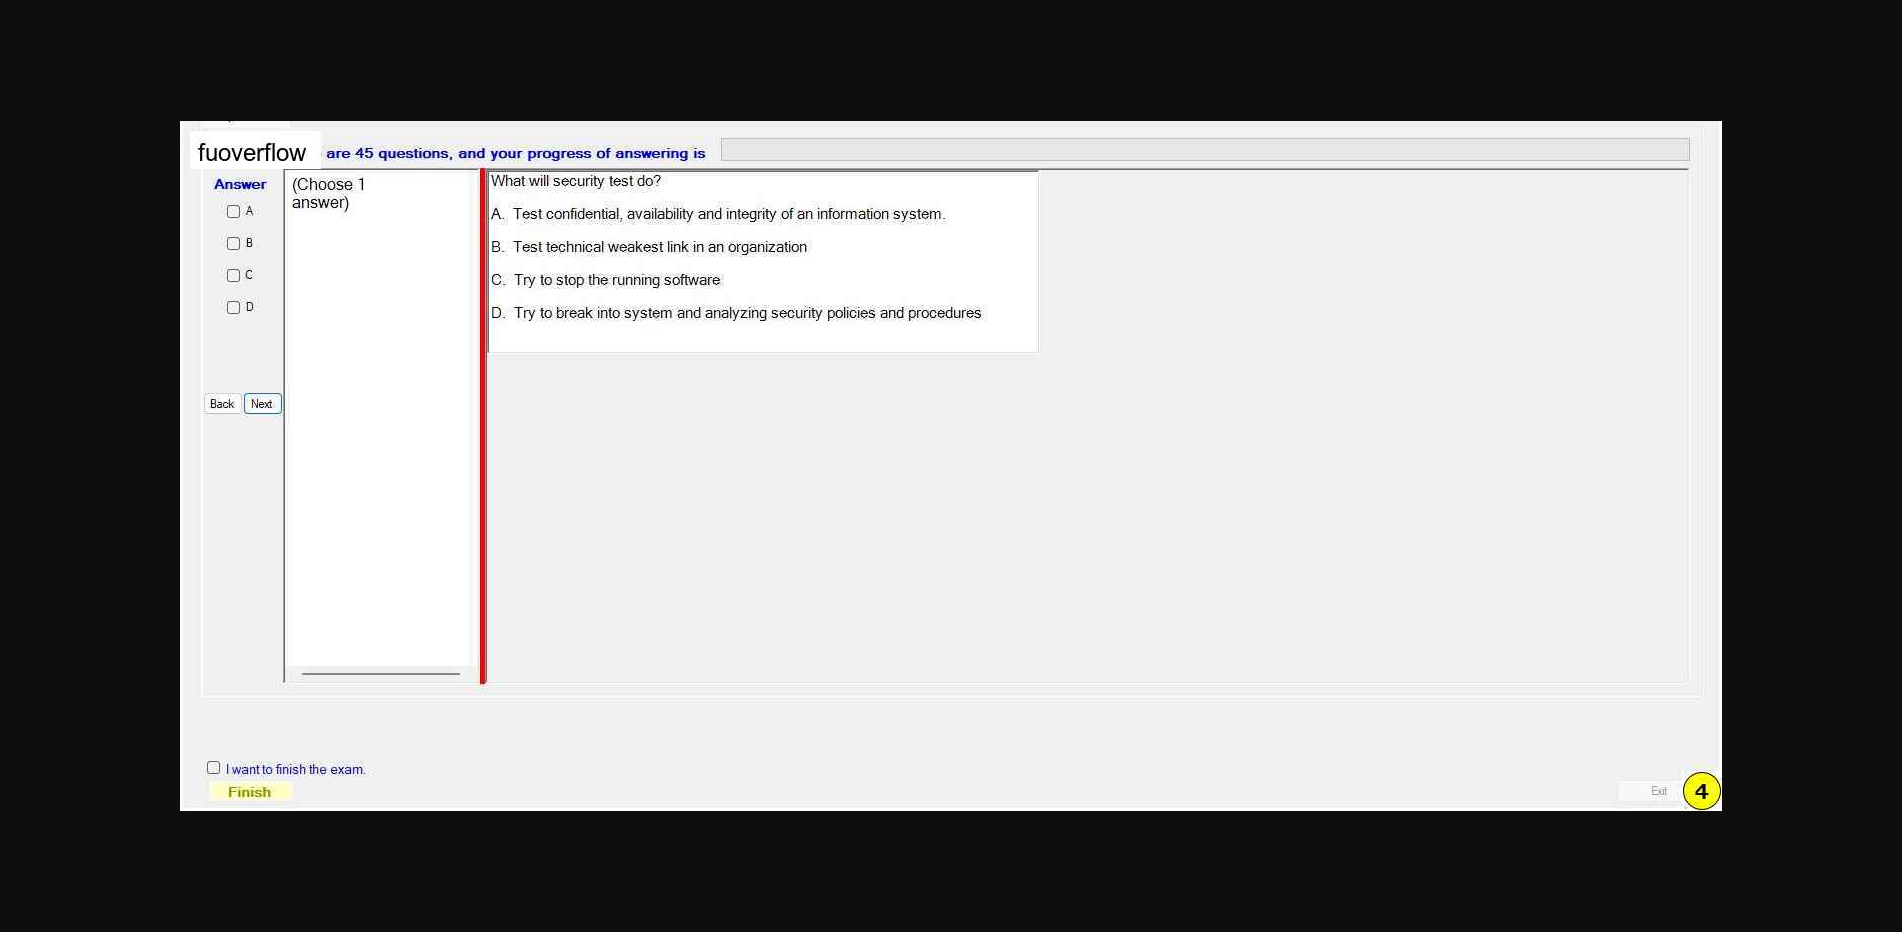 fuoverflow are 45 questions, and your progress of answering is
Answer
A
B
C
D
Back Next
(Choose 1
answer)
What will security test do?
A. Test confidential, availability and integrity of an information system.
B. Test technical weakest link in an organization
C. Try to stop the running software
D. Try to break into system and analyzing security policies and procedures
I want to finish the exam.
Finish
Exit
4